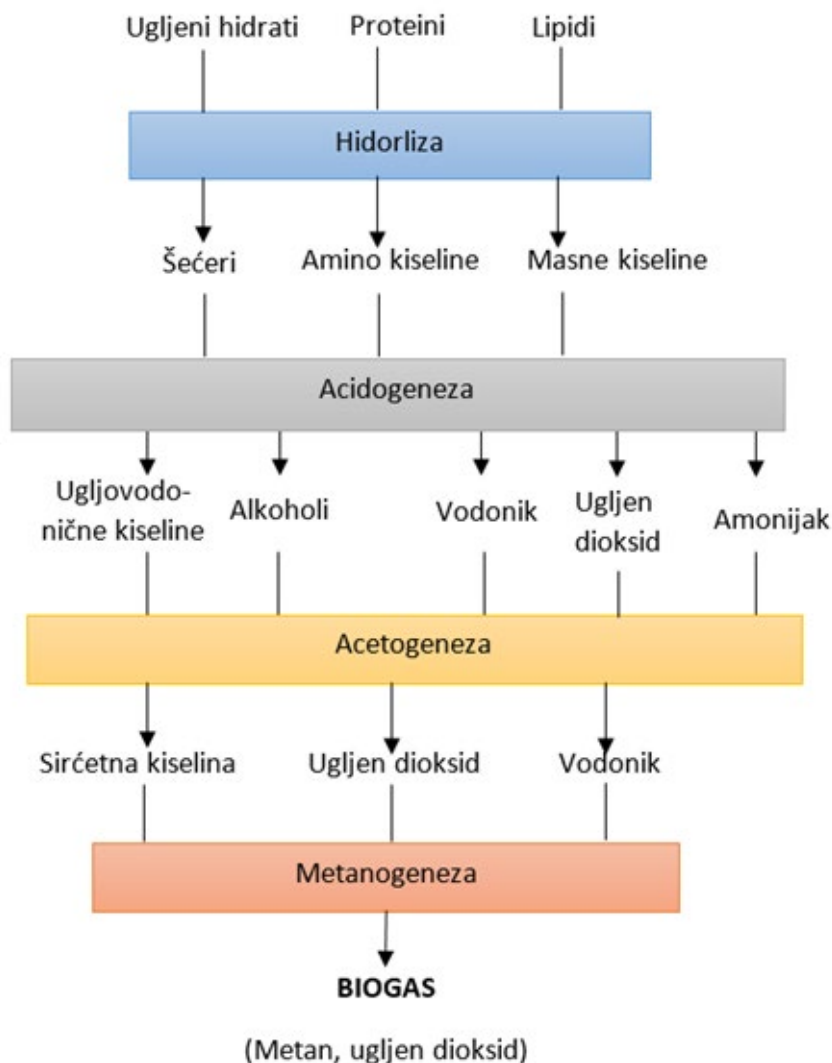 Ugljeni hidrati Proteini Lipidi
Hidorliza
Šećeri Amino kiseline Masne kiseline
Acidogeneza
Ugljovodo-
nične kiseline
Alkoholi
Vodonik
Ugljen
dioksid
Amonijak
Acetogeneza
Sirćetna kiselina Ugljen dioksid Vodonik
Metanogeneza
BIOGAS
(Metan, ugljen dioksid)